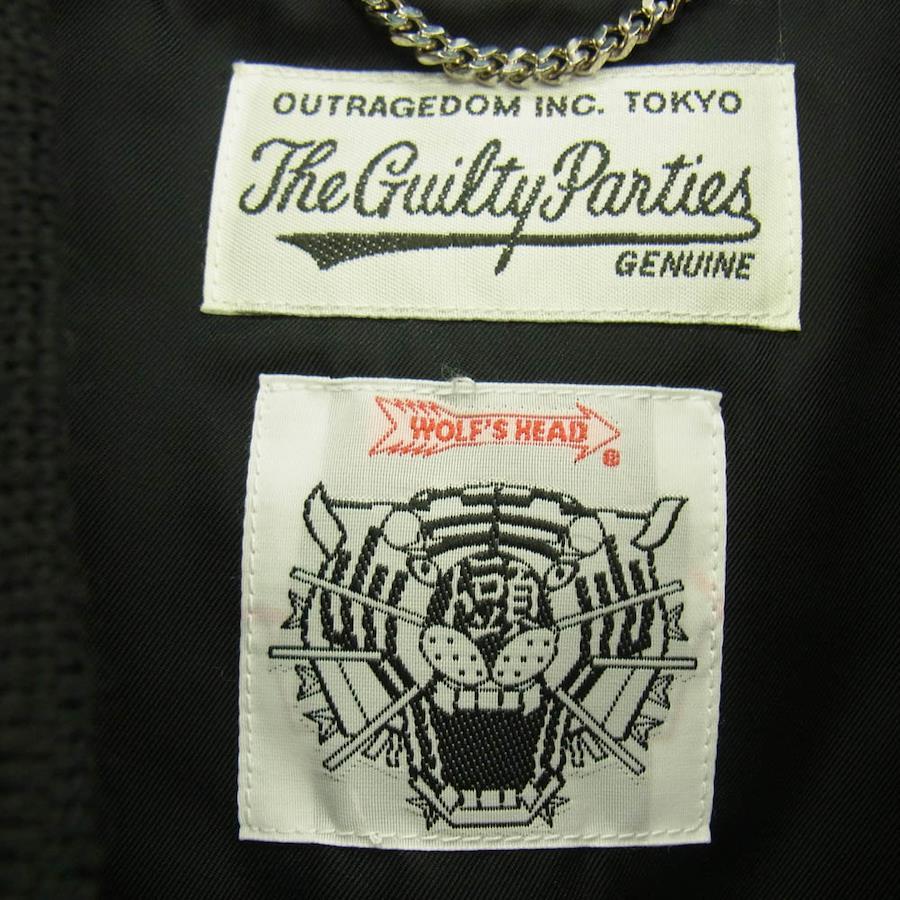 OUTRAGEDOM INC. TOKYO
The Guilty Parties
GENUINE
WOLF'S HEAD
®